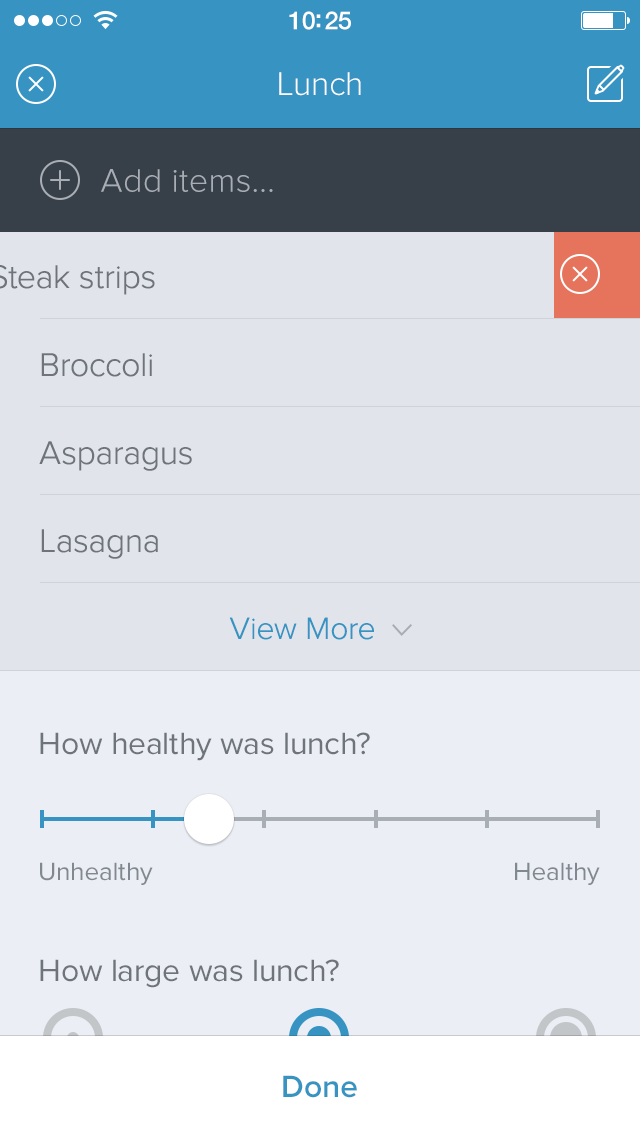 10:25
Lunch
Add items...
Steak strips
Broccoli
Asparagus
Lasagna
View More
How healthy was lunch?
Unhealthy Healthy
How large was lunch?
Done